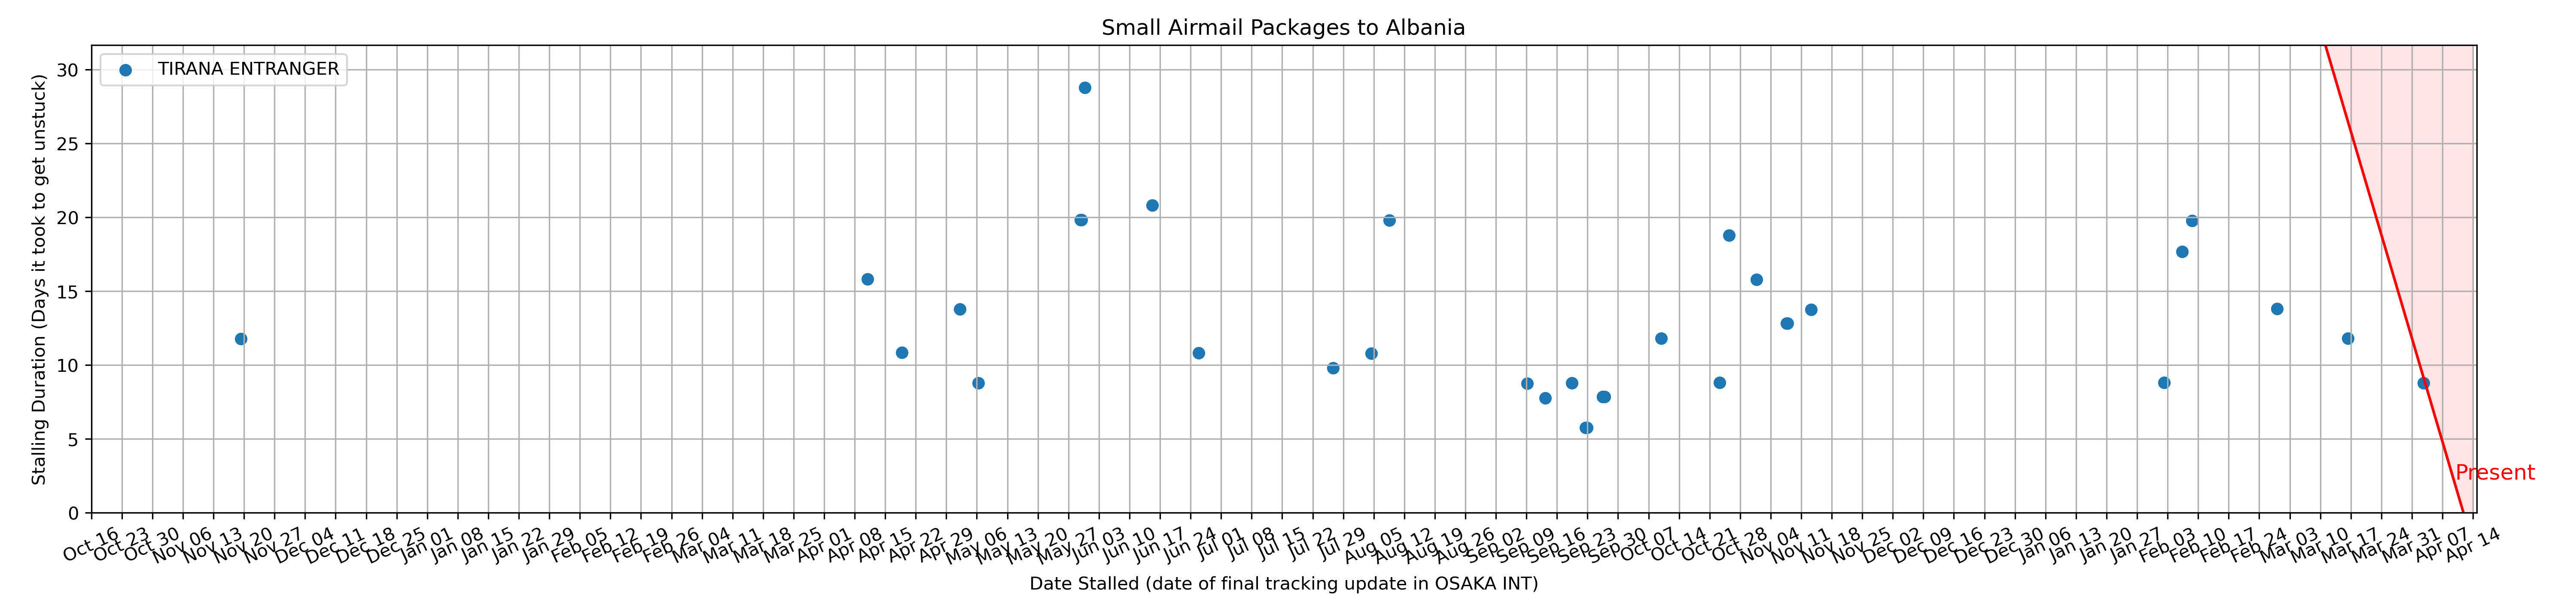 Small Airmail Packages to Albania
TIRANA ENTRANGER
Stalling Duration (Days it took to get unstuck)
30
25
20
15
10
5
0
Present
Oct 16 Oct 23 Oct 30 Nov 06 Nov 13 Nov 20 Nov 27 Dec 04 Dec 11 Dec 18 Dec 25 Jan 01 Jan 08 Jan 15 Jan 22 Jan 29 Feb 05 Feb 12 Feb 19 Feb 26 Mar 04 Mar 11 Mar 18 Mar 25 Apr 01 Apr 08 Apr 15 Apr 22 Apr 29 May 06 May 13 May 20 May 27 Jun 03 Jun 10 Jun 17 Jun 24 Jul 01 Jul 08 Jul 15 Jul 22 Jul 29 Aug 05 Aug 12 Aug 19 Aug 26 Sep 02 Sep 09 Sep 16 Sep 23 Sep 30 Oct 07 Oct 14 Oct 21 Oct 28 Nov 04 Nov 11 Nov 18 Nov 25 Dec 02 Dec 09 Dec 16 Dec 23 Dec 30 Jan 06 Jan 13 Jan 20 Jan 27 Feb 03 Feb 10 Feb 17 Feb 24 Mar 03 Mar 10 Mar 17 Mar 24 Mar 31 Apr 07 Apr 14
Date Stalled (date of final tracking update in OSAKA INT)